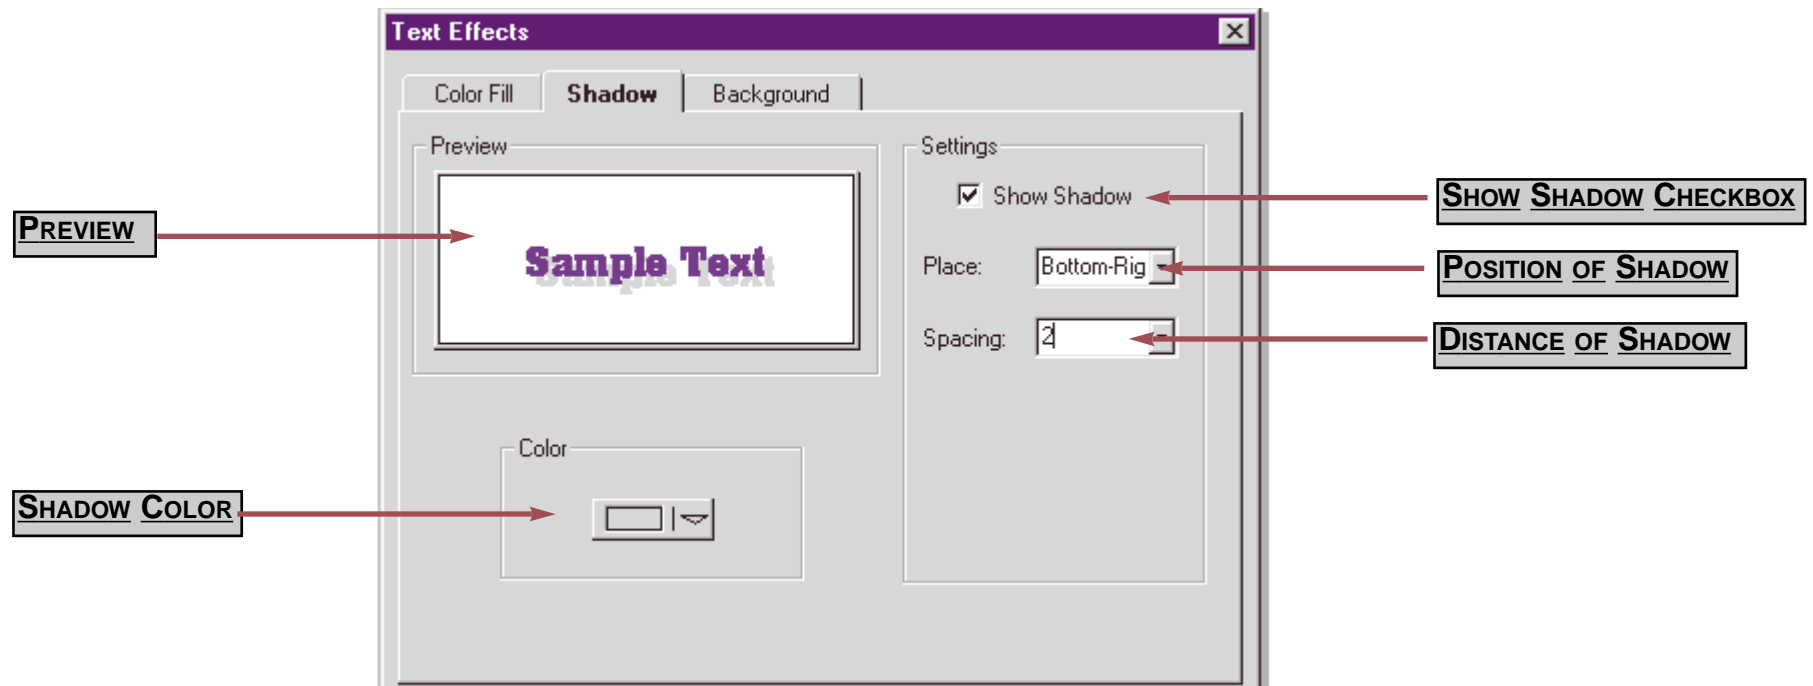 Text Effects
Color Fill Shadow Background
Preview
Sample Text
Settings
Show Shadow
Place: Bottom-Rig
Spacing: 2
Color
PREVIEW
SHADOW COLOR
SHOW SHADOW CHECKBOX
POSITION OF SHADOW
DISTANCE OF SHADOW